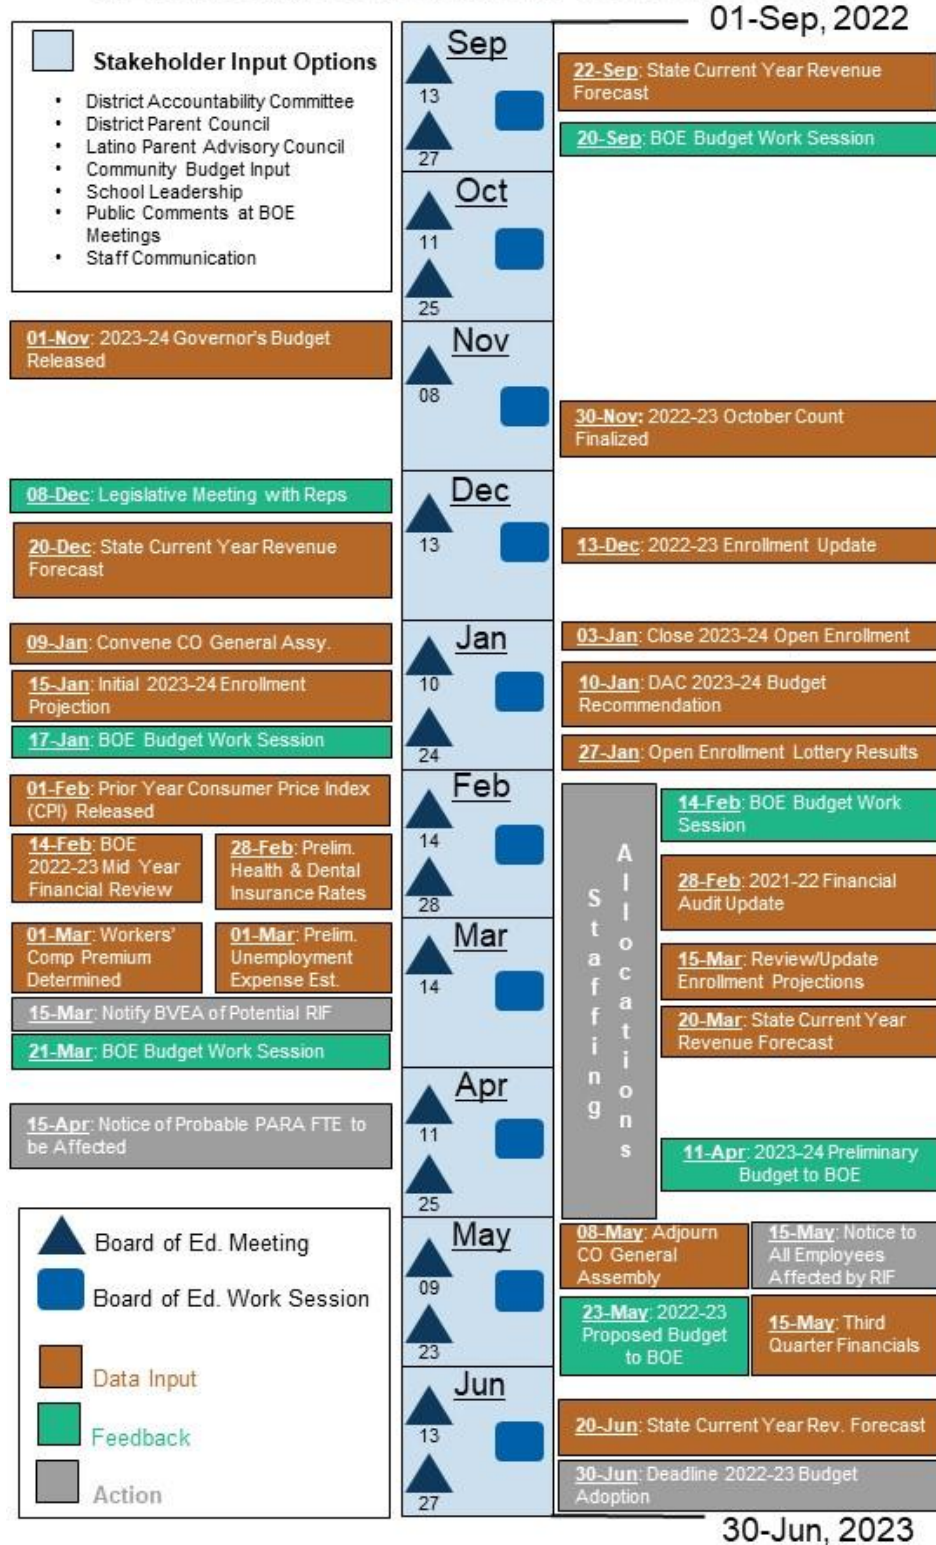 01-Sep, 2022
Stakeholder Input Options
• District Accountability Committee
• District Parent Council
• Latino Parent Advisory Council
• Community Budget Input
• School Leadership
• Public Comments at BOE
Meetings
• Staff Communication
Sep
13
27
22-Sep: State Current Year Revenue
Forecast
20-Sep: BOE Budget Work Session
Oct
11
25
01-Nov: 2023-24 Governor's Budget
Released
Nov
08
30-Nov: 2022-23 October Count
Finalized
08-Dec: Legislative Meeting with Reps
20-Dec: State Current Year Revenue
Forecast
Dec
13
13-Dec: 2022-23 Enrollment Update
09-Jan: Convene CO General Assy.
15-Jan: Initial 2023-24 Enrollment
Projection
17-Jan: BOE Budget Work Session
Jan
10
24
03-Jan: Close 2023-24 Open Enrollment
10-Jan: DAC 2023-24 Budget
Recommendation
27-Jan: Open Enrollment Lottery Results
01-Feb: Prior Year Consumer Price Index
(CPI) Released
14-Feb: BOE
2022-23 Mid Year
Financial Review
28-Feb: Prelim.
Health & Dental
Insurance Rates
Feb
14
28
Staffing
Allocations
14-Feb: BOE Budget Work
Session
28-Feb: 2021-22 Financial
Audit Update
01-Mar: Workers'
Comp Premium
Determined
01-Mar: Prelim.
Unemployment
Expense Est.
15-Mar: Notify BVEA of Potential RIF
21-Mar: BOE Budget Work Session
Mar
14
15-Mar: Review/Update
Enrollment Projections
20-Mar: State Current Year
Revenue Forecast
15-Apr: Notice of Probable PARA FTE to
be Affected
Apr
11
25
11-Apr: 2023-24 Preliminary
Budget to BOE
Board of Ed. Meeting
Board of Ed. Work Session
Data Input
Feedback
Action
May
09
23
08-May: Adjourn
CO General
Assembly
15-May: Notice to
All Employees
Affected by RIF
23-May: 2022-23
Proposed Budget
to BOE
15-May: Third
Quarter Financials
Jun
13
27
20-Jun: State Current Year Rev. Forecast
30-Jun: Deadline 2022-23 Budget
Adoption
30-Jun, 2023